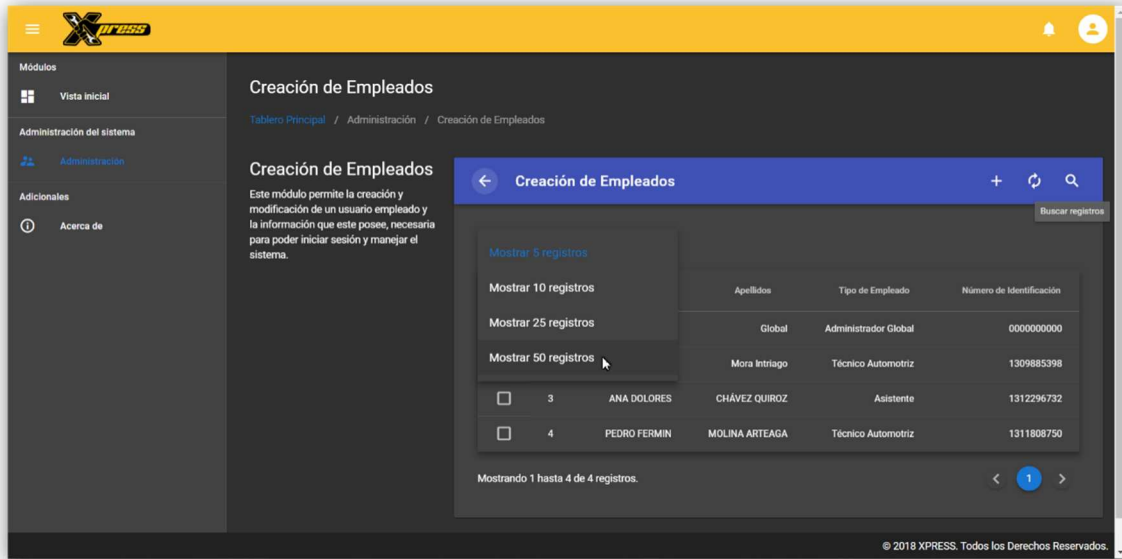 Xpress
Módulos
Vista inicial
Administración del sistema
Administración
Adicionales
Acerca de
Creación de Empleados
Tablero Principal / Administración / Creación de Empleados
Creación de Empleados
Este módulo permite la creación y
modificación de un usuario empleado y
la información que este posee, necesaria
para poder iniciar sesión y manejar el
sistema.
Creación de Empleados
Buscar registros
Mostrar 5 registros
Mostrar 10 registros
Mostrar 25 registros
Mostrar 50 registros
Apellidos Tipo de Empleado Número de Identificación
Global Administrador Global 0000000000
Mora Intriago Técnico Automotriz 1309885398
3 ANA DOLORES CHÁVEZ QUIROZ Asistente 1312296732
4 PEDRO FERMIN MOLINA ARTEAGA Técnico Automotriz 1311808750
Mostrando 1 hasta 4 de 4 registros.
1
© 2018 XPRESS. Todos los Derechos Reservados.